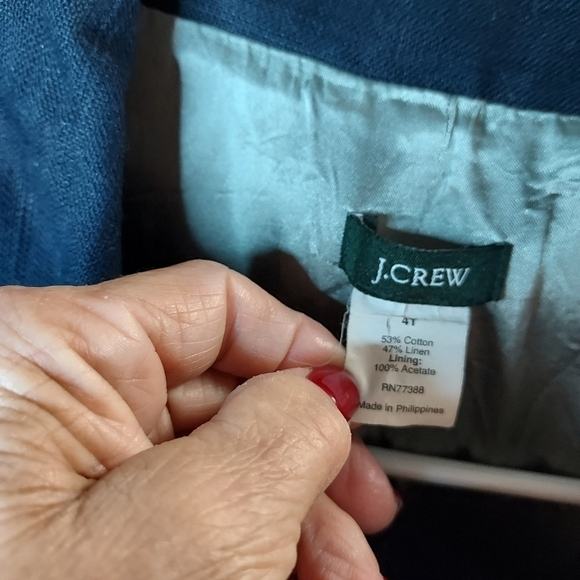 J.CREW
4T
53% Cotton
47% Linen
Lining:
100% Acetate
RN77388
Made in Philippines